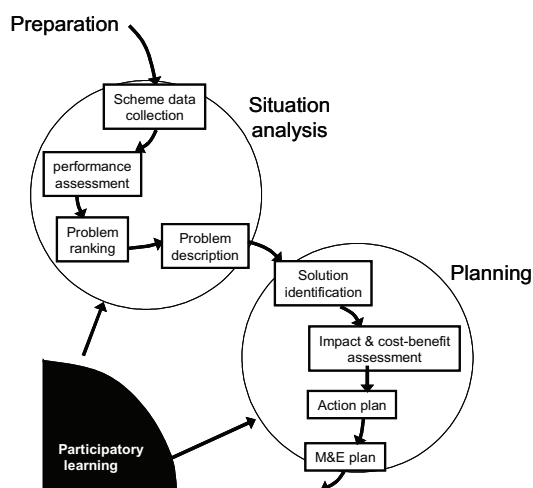 Preparation
Scheme data
collection
Situation
analysis
performance
assessment
Problem
ranking
Problem
description
Solution
identification
Planning
Impact & cost-benefit
assessment
Action plan
M&E plan
Participatory
learning